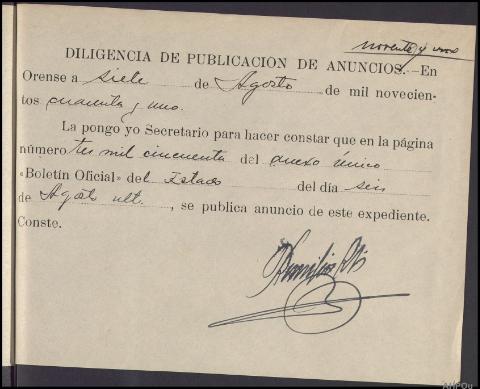 noventa y uno
DILIGENCIA DE PUBLICACION DE ANUNCIOS.—En
Orense a siete de Agosto de mil novecien-
tos cuarenta y uno.
La pongo yo Secretario para hacer constar que en la página
número tres mil cincuenta del anexo único
«Boletín Oficial» del Estado del día seis
de Agosto ult., se publica anuncio de este expediente.
Conste.
AHPOu